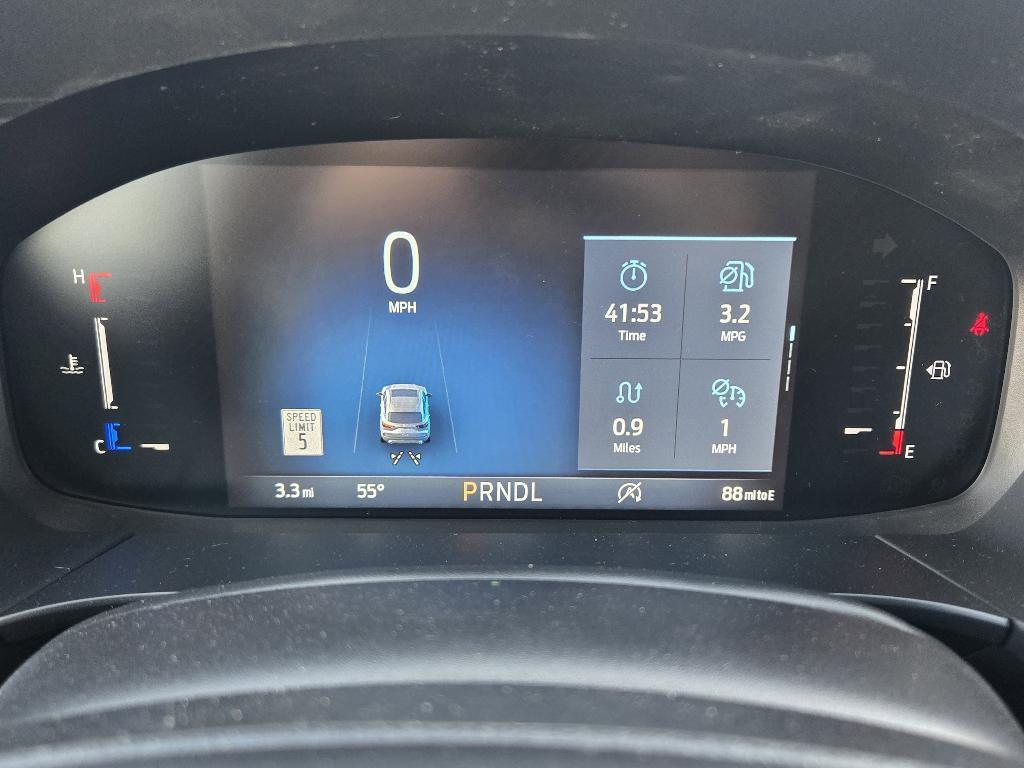 H
C
0
MPH
SPEED
LIMIT
5
41:53
Time
3.2
MPG
0.9
Miles
1
MPH
F
E
3.3 mi
55°
PRNDL
88 mi to E